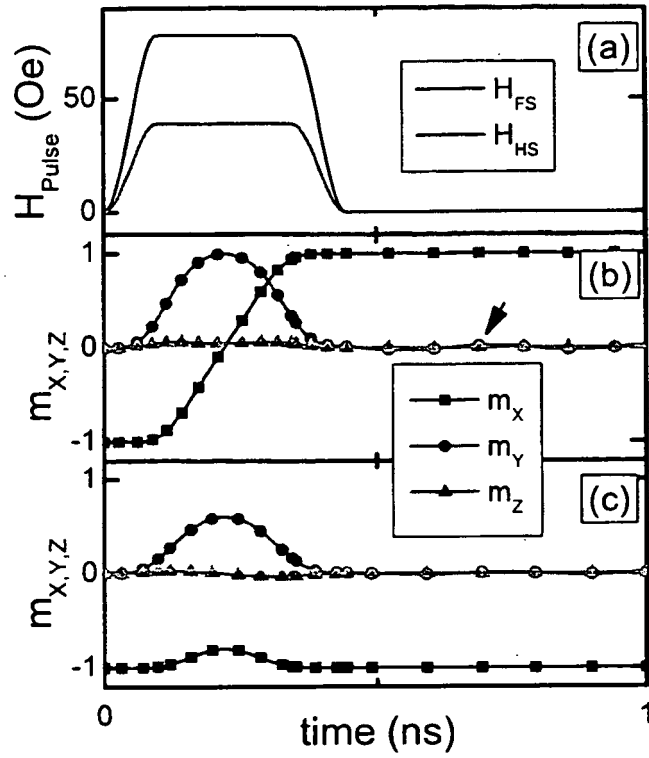 (a)
H_Pulse (Oe)
50
0
H_FS
H_HS
(b)
m_X,Y,Z
1
0
-1
m_X
m_Y
m_Z
(c)
m_X,Y,Z
1
0
-1
0
1
time (ns)